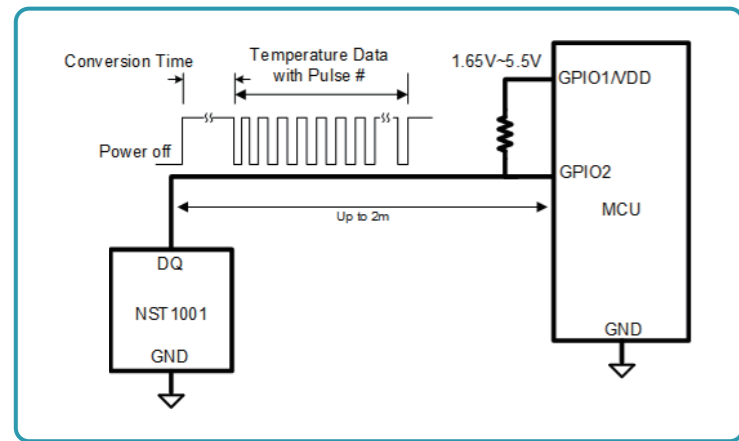 Conversion Time
Temperature Data
with Pulse #
1.65V~5.5V
GPIO1/VDD
Power off
GPIO2
MCU
Up to 2m
DQ
NST1001
GND
GND